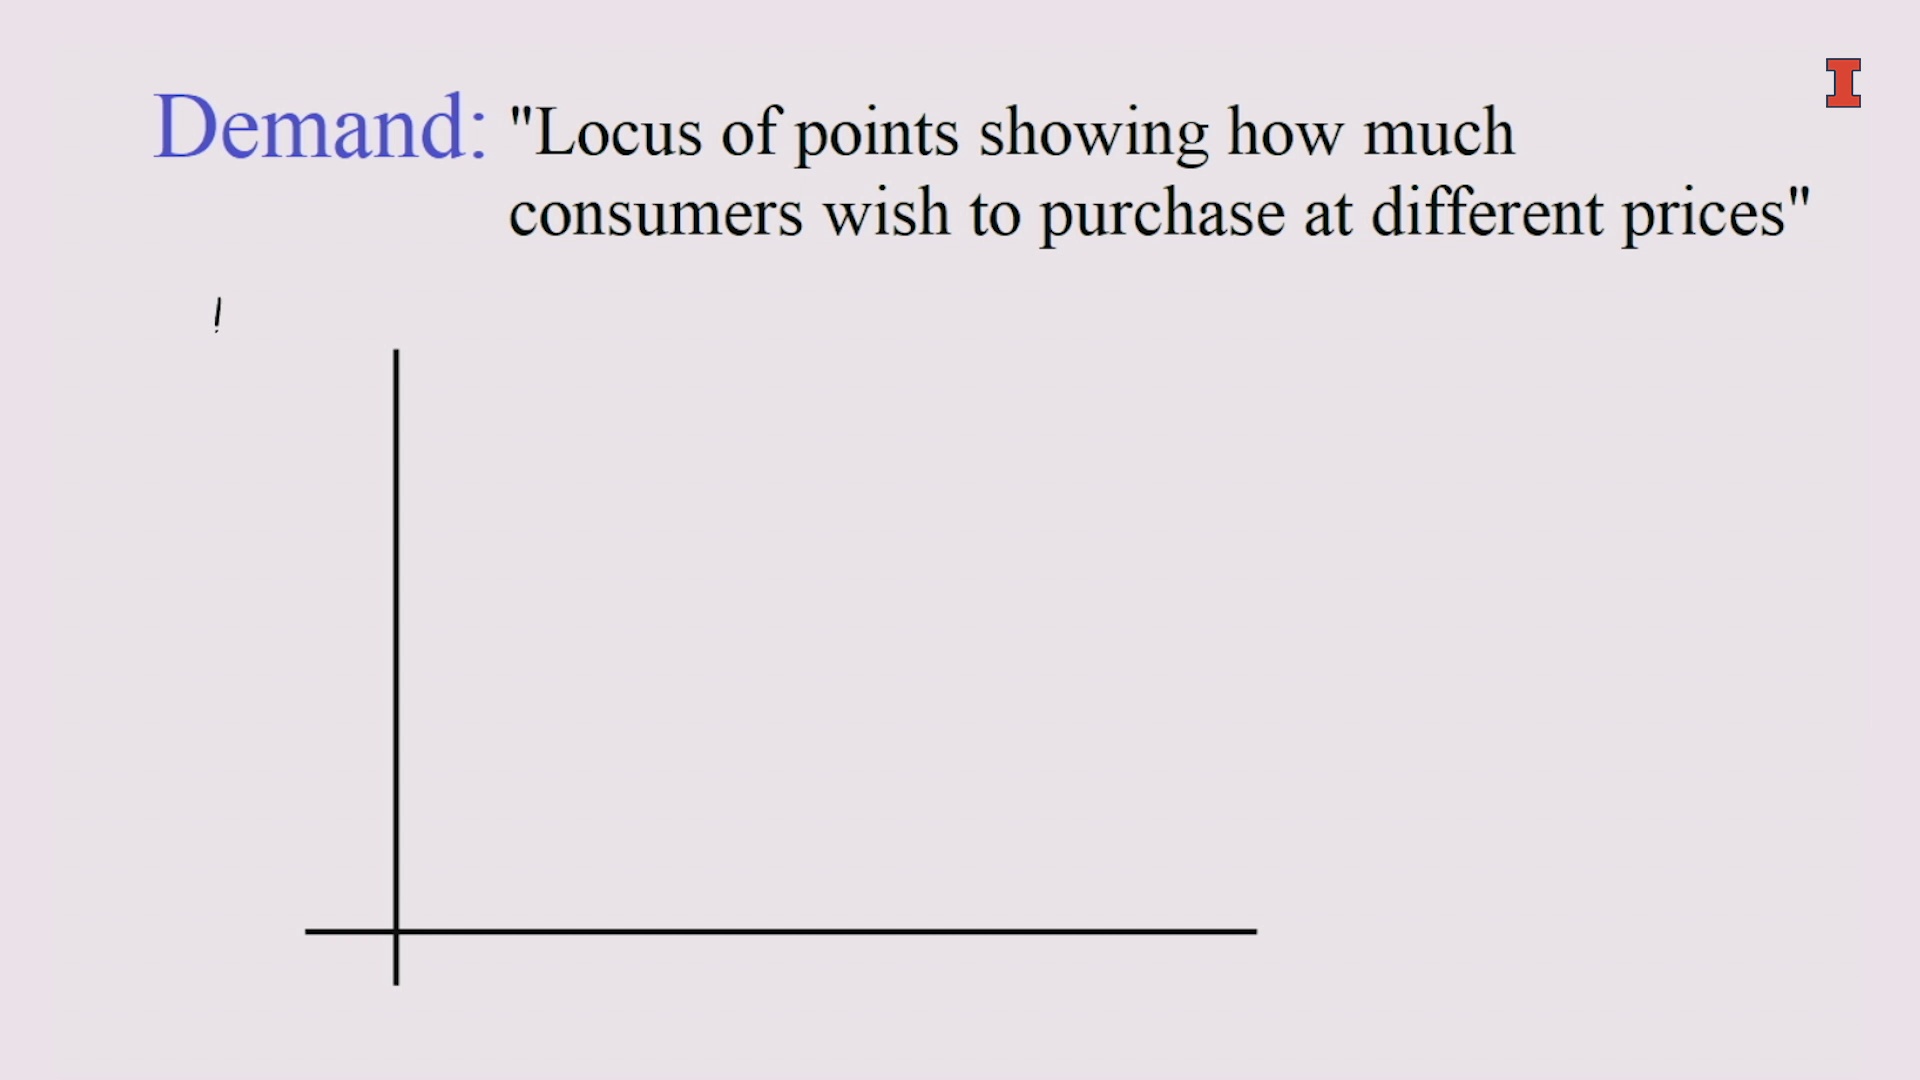 Demand: "Locus of points showing how much
consumers wish to purchase at different prices"